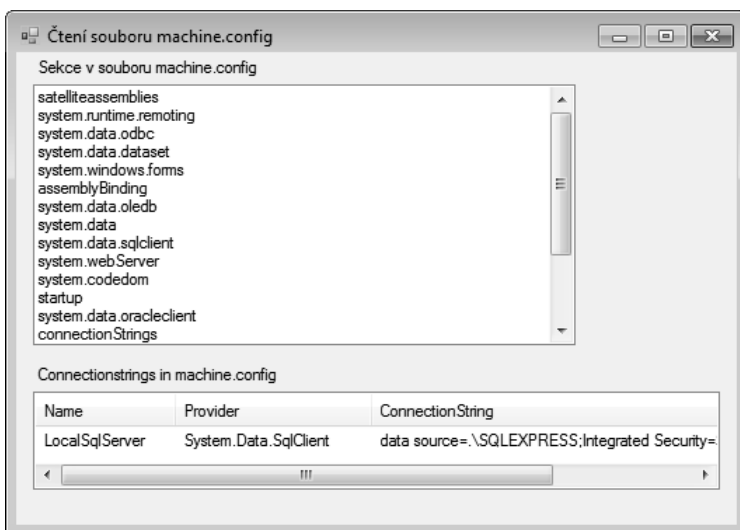 Čtení souboru machine.config
Sekce v souboru machine.config
satelliteassemblies
system.runtime.remoting
system.data.odbc
system.data.dataset
system.windows.forms
assemblyBinding
system.data.oledb
system.data
system.data.sqlclient
system.webServer
system.codedom
startup
system.data.oracleclient
connectionStrings
Connectionstrings in machine.config
Name Provider ConnectionString
LocalSqlServer System.Data.SqlClient data source=.\SQLEXPRESS;Integrated Security=